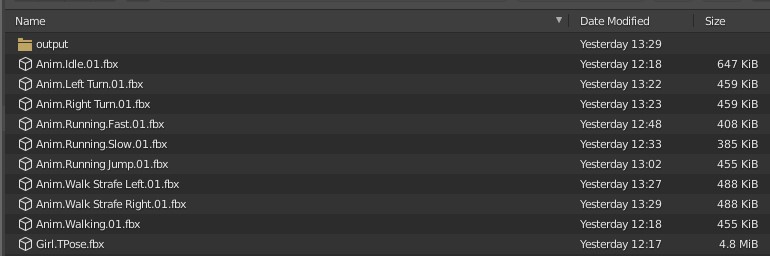 Name Date Modified Size
output Yesterday 13:29
Anim.Idle.01.fbx Yesterday 12:18 647 KiB
Anim.Left Turn.01.fbx Yesterday 13:22 459 KiB
Anim.Right Turn.01.fbx Yesterday 13:23 459 KiB
Anim.Running.Fast.01.fbx Yesterday 12:48 408 KiB
Anim.Running.Slow.01.fbx Yesterday 12:33 385 KiB
Anim.Running Jump.01.fbx Yesterday 13:02 455 KiB
Anim.Walk Strafe Left.01.fbx Yesterday 13:27 488 KiB
Anim.Walk Strafe Right.01.fbx Yesterday 13:29 488 KiB
Anim.Walking.01.fbx Yesterday 12:18 455 KiB
Girl.TPose.fbx Yesterday 12:17 4.8 MiB